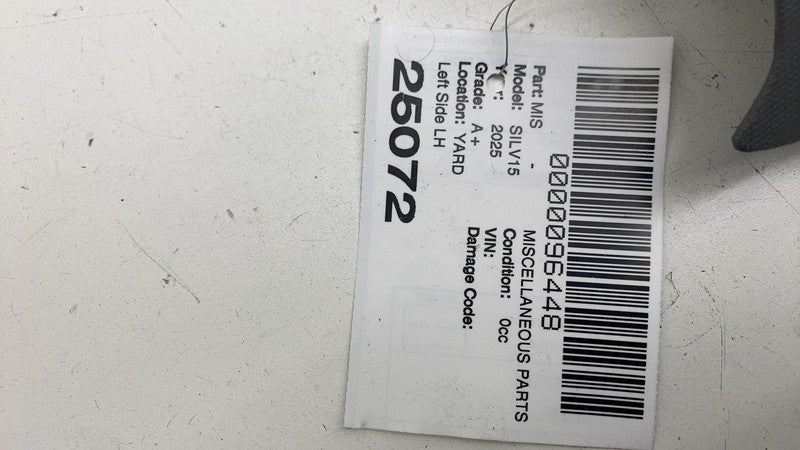 0000096448
Part: MIS - MISCELLANEOUS PARTS
Model: SILV15 Condition: 0cc
Year: 2025 VIN:
Grade: A+ Damage Code:
Location: YARD
Left Side LH
25072